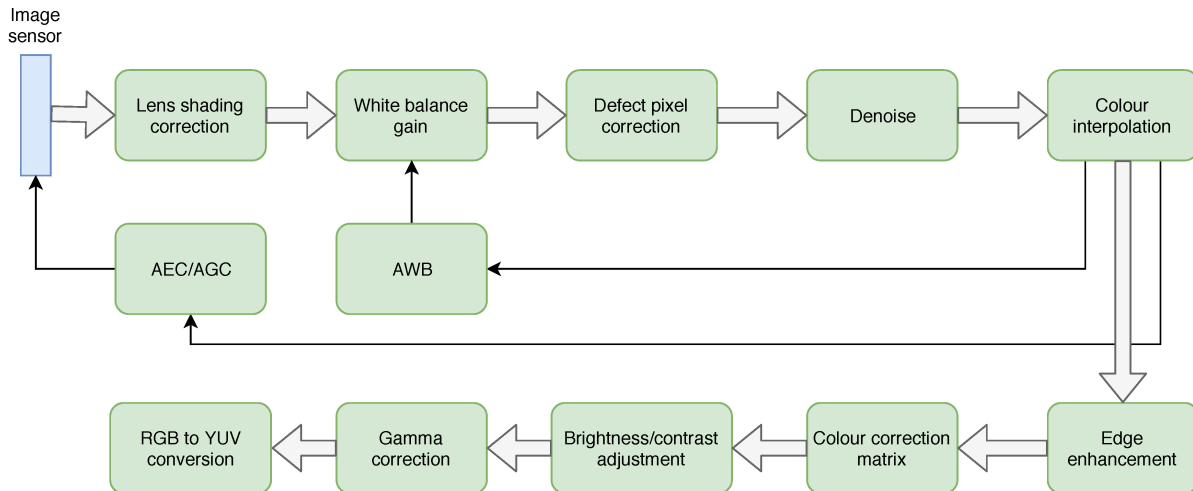 Image
sensor
Lens shading
correction
White balance
gain
Defect pixel
correction
Denoise
Colour
interpolation
AEC/AGC
AWB
RGB to YUV
conversion
Gamma
correction
Brightness/contrast
adjustment
Colour correction
matrix
Edge
enhancement